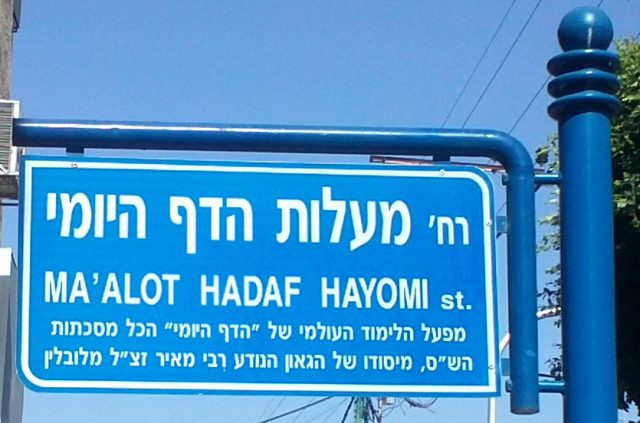 רח' מעלות הדף היומי
MA'ALOT HADAF HAYOMI st.
מפעל הלימוד העולמי של "הדף היומי" הכל מסכתות
הש"ס, מיסודו של הגאון הנודע רבי מאיר זצ"ל מלובלין